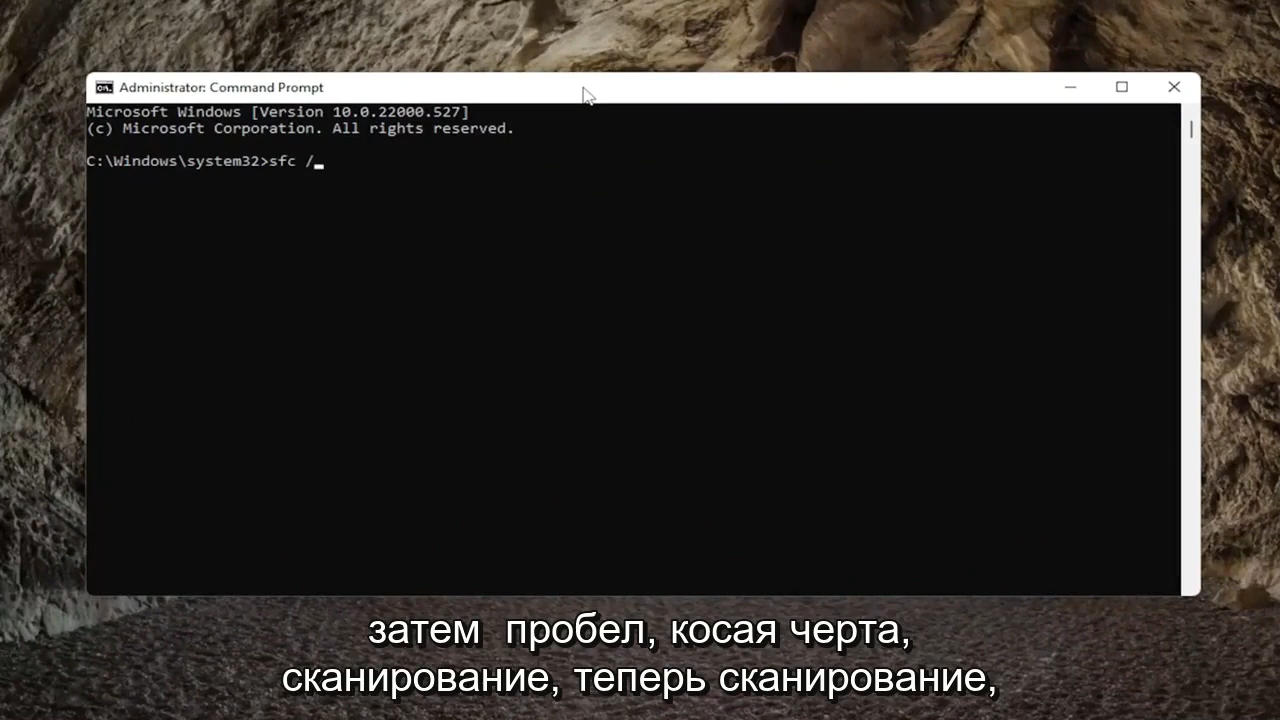 Administrator: Command Prompt
Microsoft Windows [Version 10.0.22000.527]
(c) Microsoft Corporation. All rights reserved.
C:\Windows\system32>sfc /
затем пробел, косая черта,
сканирование, теперь сканирование,